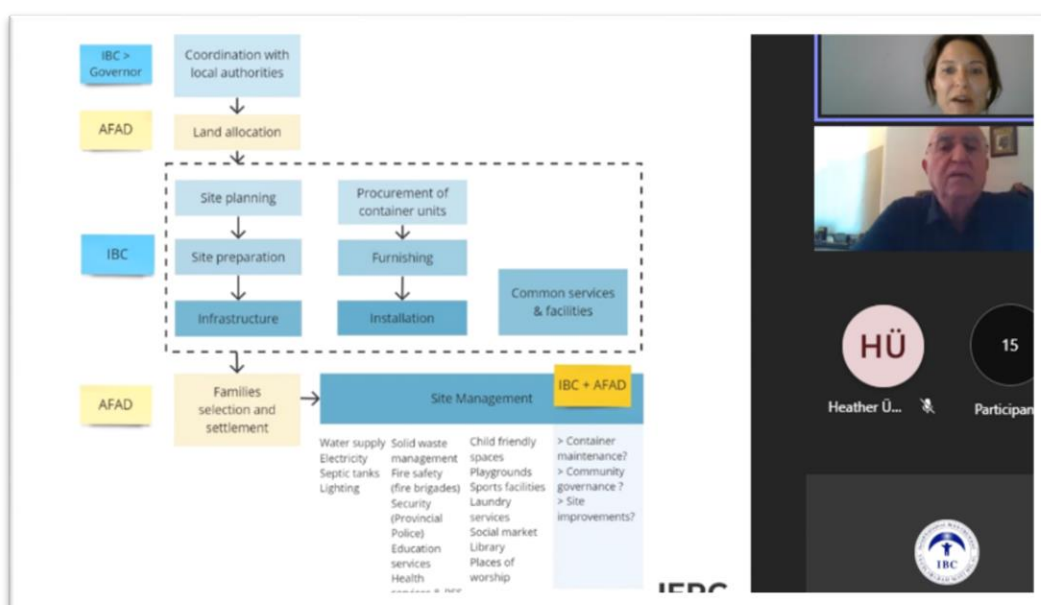 IBC >
Governor
Coordination with
local authorities
AFAD
Land allocation
Site planning
Procurement of
container units
IBC
Site preparation
Furnishing
Common services
& facilities
Infrastructure
Installation
AFAD
Families
selection and
settlement
Site Management
IBC + AFAD
Water supply
Electricity
Septic tanks
Lighting
Solid waste
management
Fire safety
(fire brigades)
Security
(Provincial
Police)
Education
services
Health
Child friendly
spaces
Playgrounds
Sports facilities
Laundry
services
Social market
Library
Places of
worship
> Container
maintenance?
> Community
governance ?
> Site
improvements?
HÜ
15
Heather Ü...
Participan
IBC